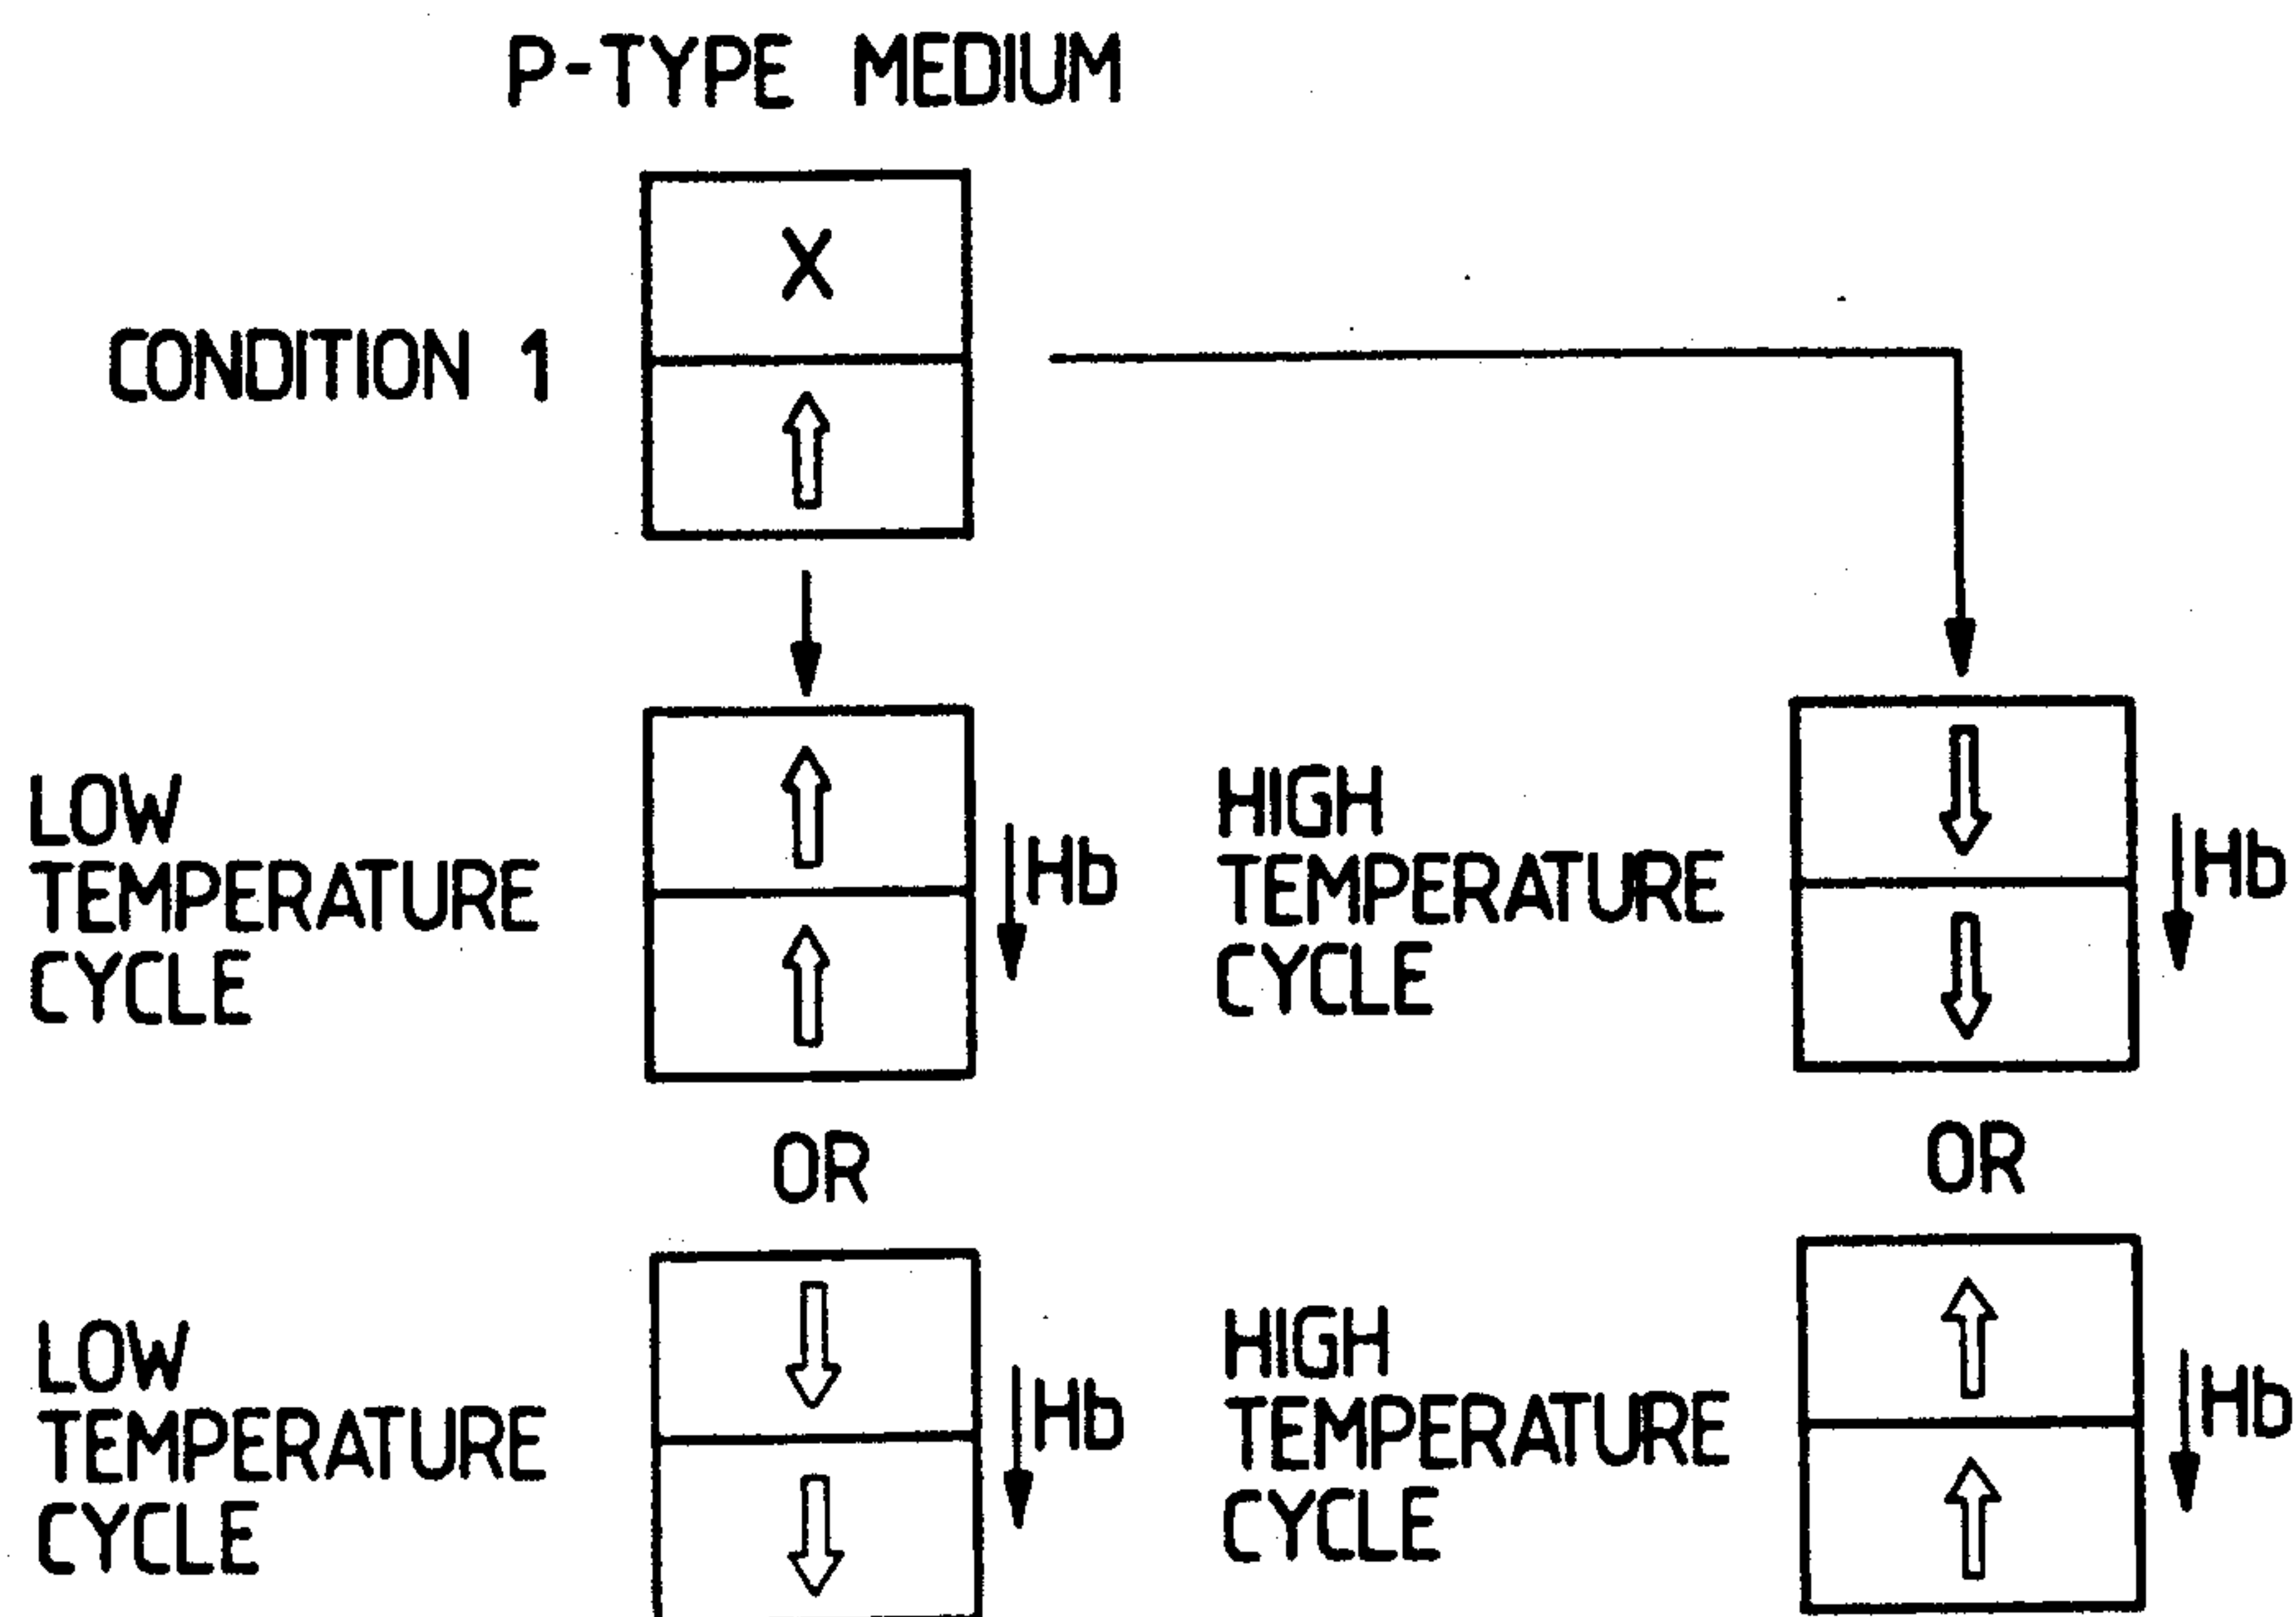 P-TYPE MEDIUM
X
CONDITION 1
LOW
TEMPERATURE
CYCLE
Hb
HIGH
TEMPERATURE
CYCLE
Hb
OR
OR
LOW
TEMPERATURE
CYCLE
Hb
HIGH
TEMPERATURE
CYCLE
Hb